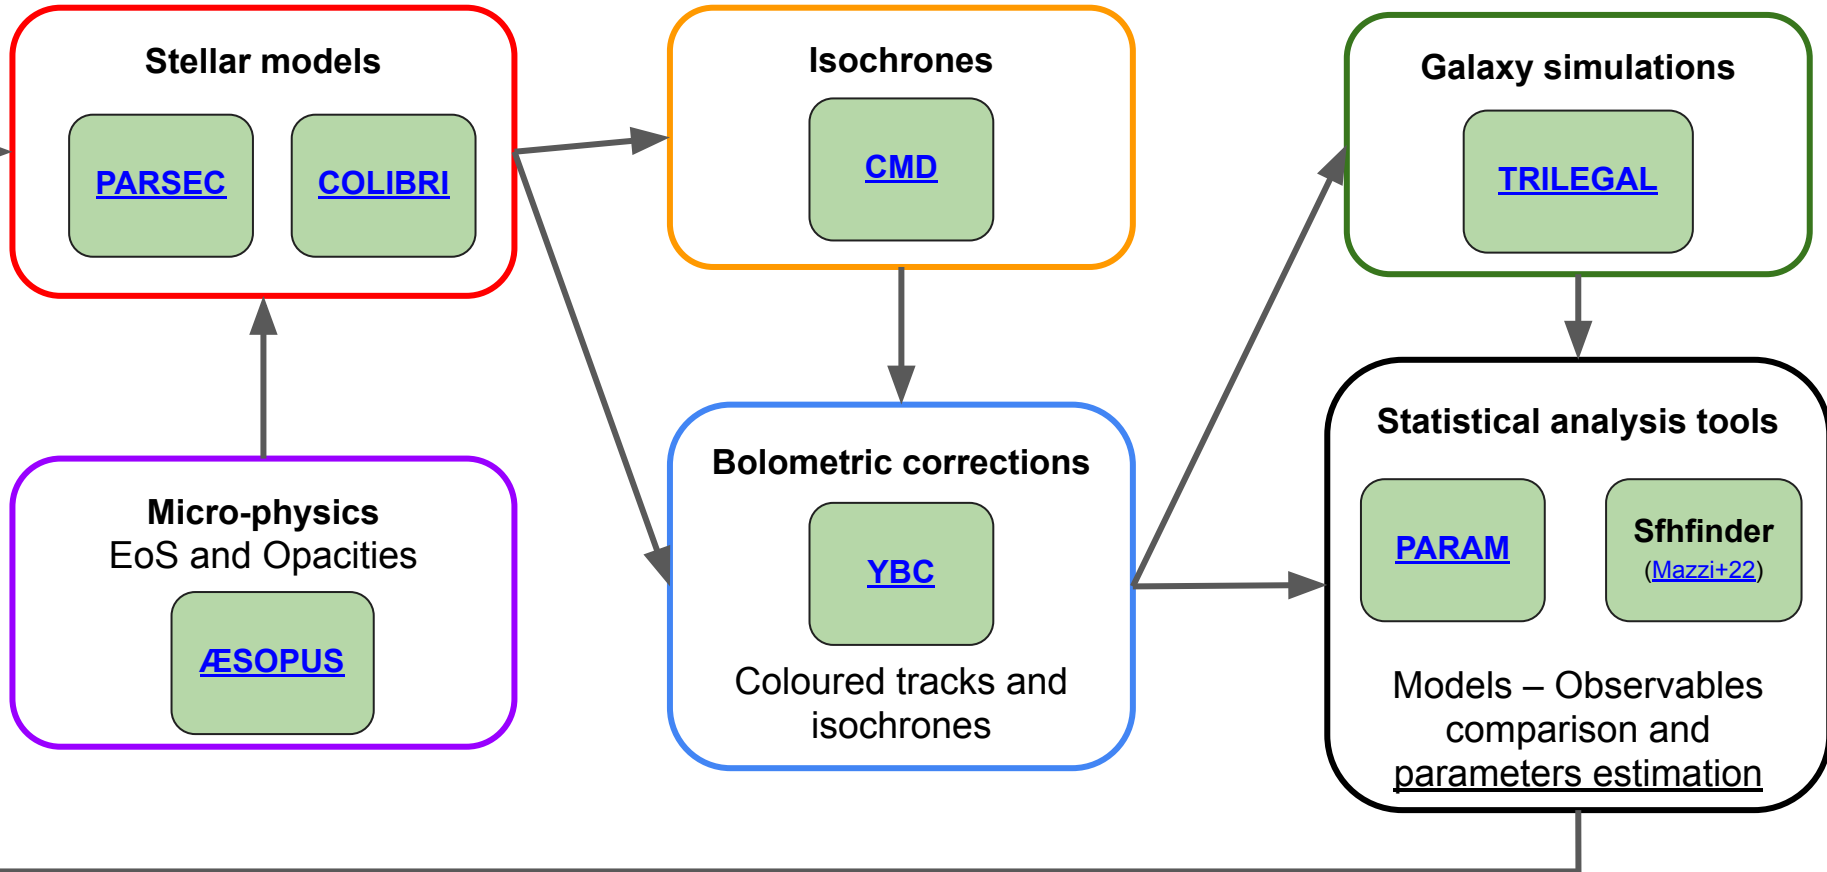 Stellar models
PARSEC
COLIBRI
Isochrones
CMD
Galaxy simulations
TRILEGAL
Micro-physics
EoS and Opacities
ÆSOPUS
Bolometric corrections
YBC
Coloured tracks and
isochrones
Statistical analysis tools
PARAM
Sfhfinder
(Mazzi+22)
Models – Observables
comparison and
parameters estimation